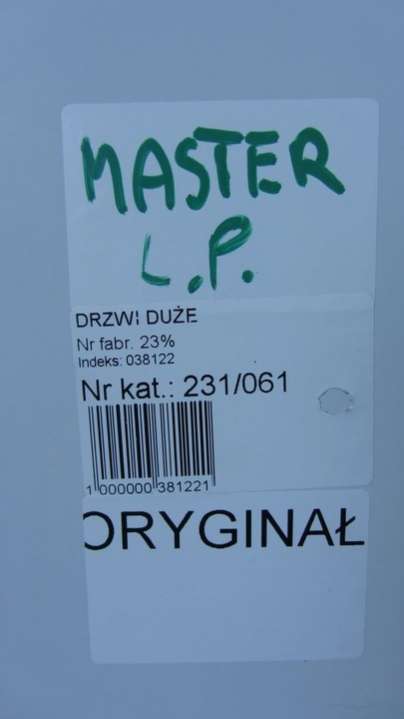 MASTER
L.P.
DRZWI DUŻE
Nr fabr. 23%
Indeks: 038122
Nr kat.: 231/061
1 000000 381221
ORYGINAŁ